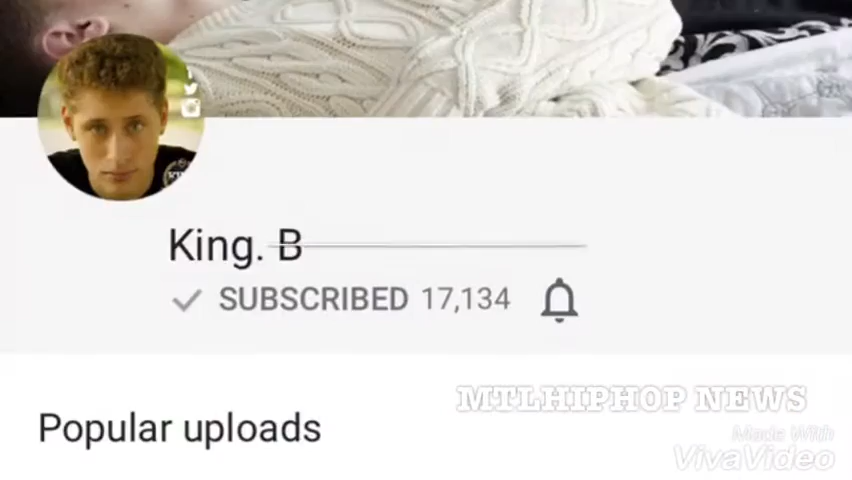 King. B
SUBSCRIBED 17,134
Popular uploads
MTLHIPHOP NEWS
Made With
VivaVideo